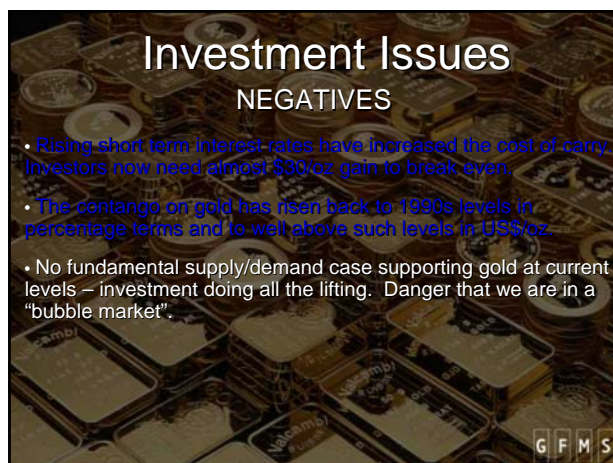 Investment Issues
NEGATIVES
• Rising short term interest rates have increased the cost of carry.
Investors now need almost $30/oz gain to break even.
• The contango on gold has risen back to 1990s levels in
percentage terms and to well above such levels in US$/oz.
• No fundamental supply/demand case supporting gold at current
levels – investment doing all the lifting. Danger that we are in a
“bubble market”.
Valcambi
Valcambi
GFMS